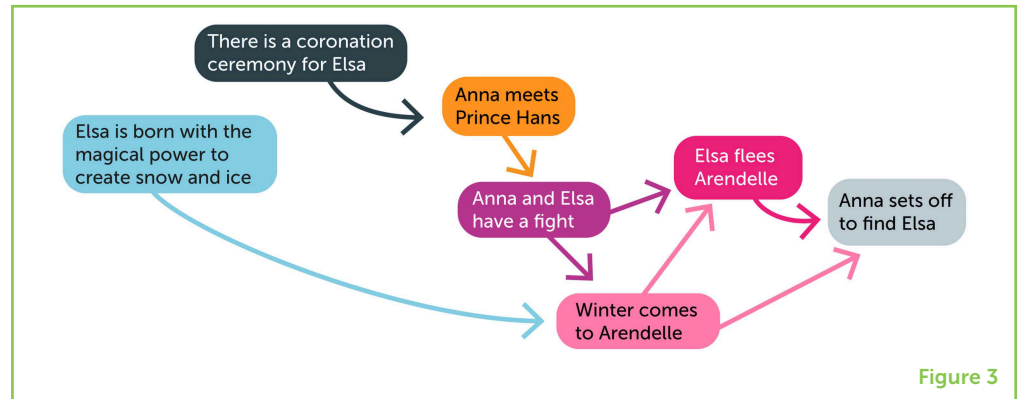 There is a coronation
ceremony for Elsa
Anna meets
Prince Hans
Elsa is born with the
magical power to
create snow and ice
Elsa flees
Arendelle
Anna and Elsa
have a fight
Anna sets off
to find Elsa
Winter comes
to Arendelle
Figure 3